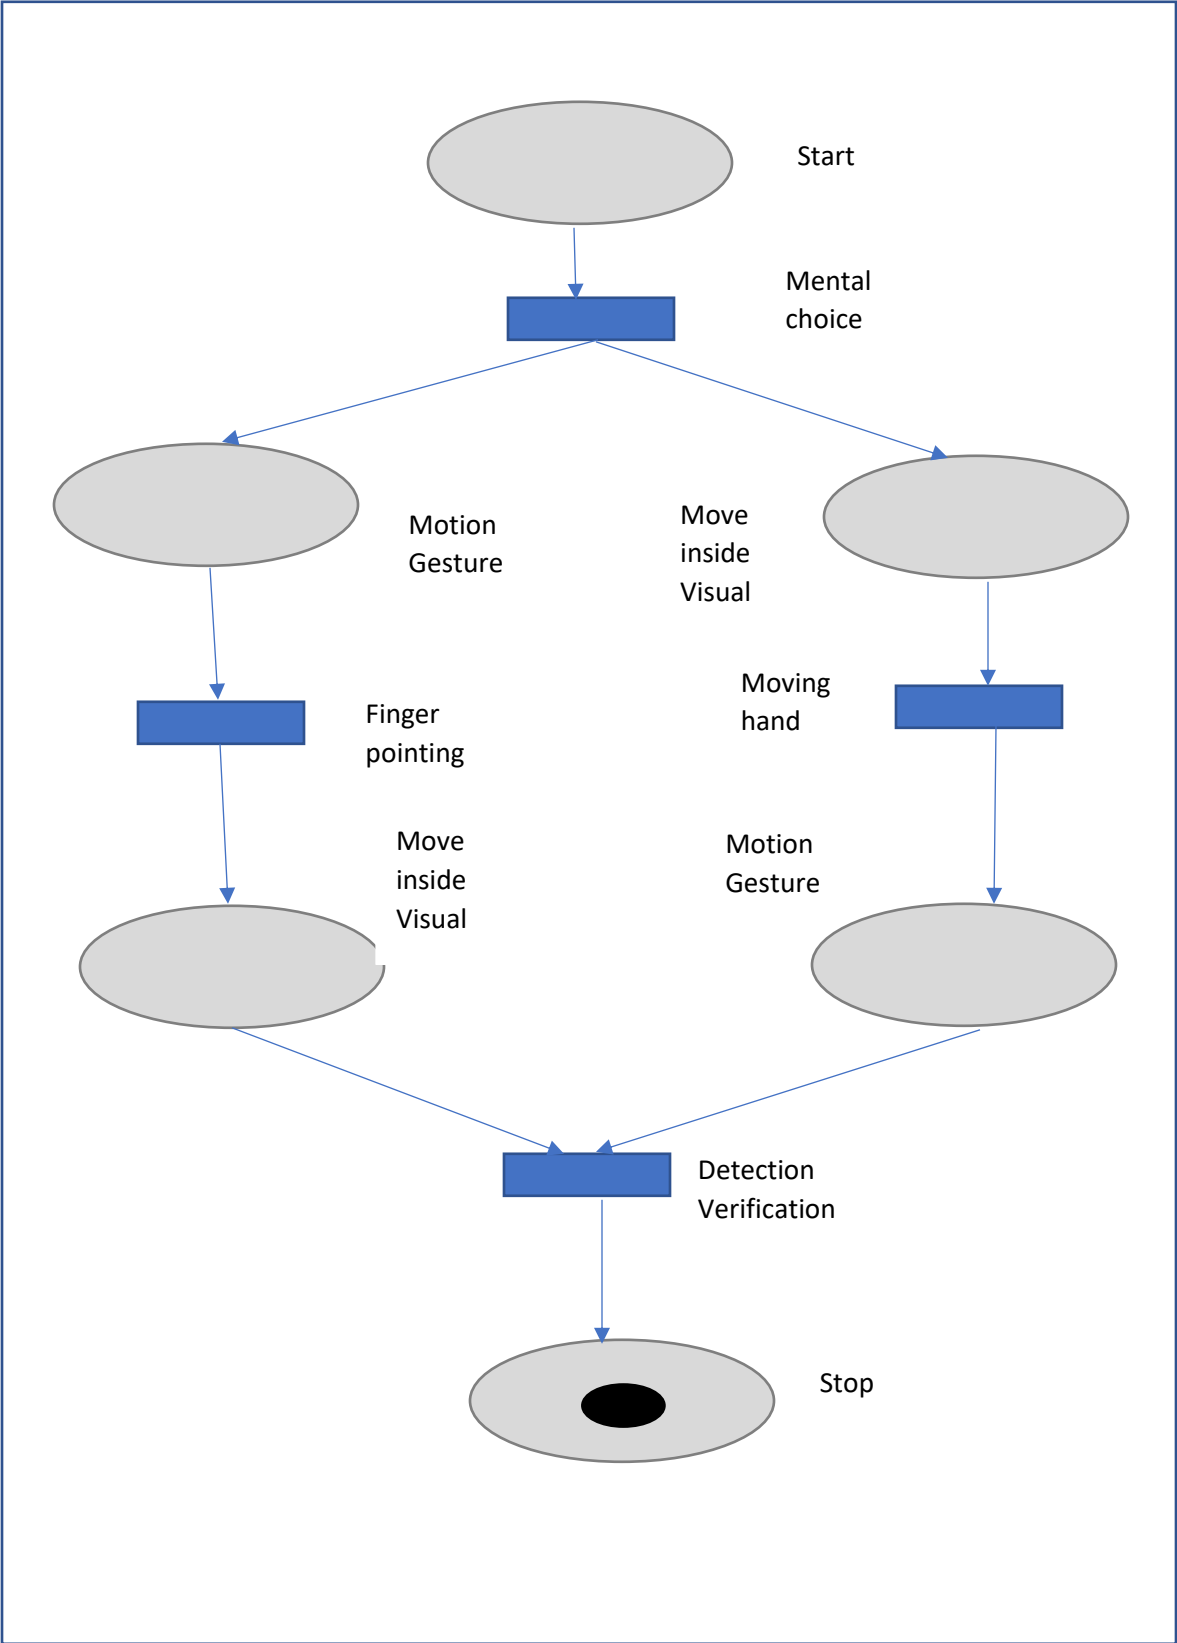 Start
Mental
choice
Motion
Gesture
Move
inside
Visual
Finger
pointing
Moving
hand
Move
inside
Visual
Motion
Gesture
Detection
Verification
Stop